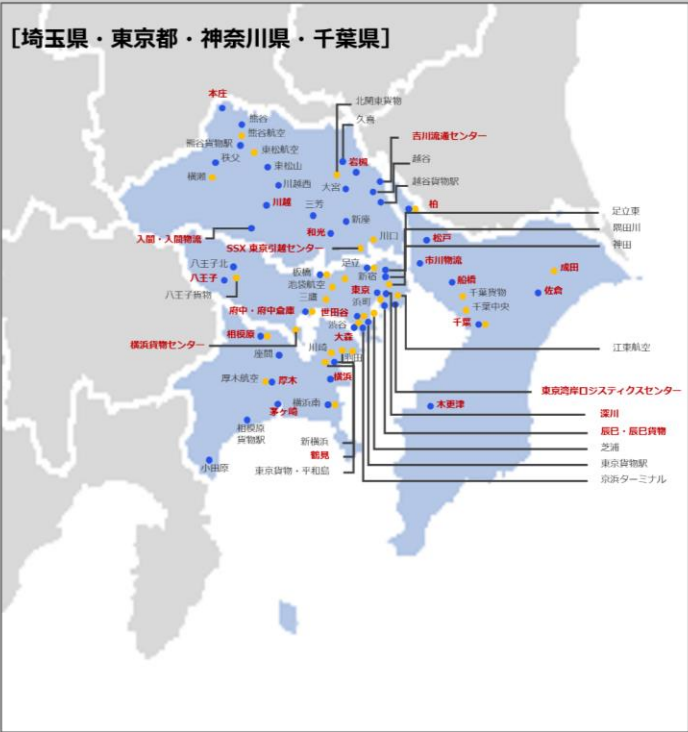 [埼玉県・東京都・神奈川県・千葉県]
本庄
北関東貨物
久喜
熊谷
熊谷航空
熊谷貨物駅
東松航空
吉川流通センター
秩父
東松山
岩槻
越谷
横瀬
川越西
大宮
越谷貨物駅
川越
三芳
柏
新座
足立東
入間・入間物流
和光
川口
松戸
隅田川
SSX 東京引越センター
神田
八王子北
足立
市川物流
成田
八王子
板橋
新宿
船橋
池袋航空
東京
佐倉
八王子貨物
三鷹
浜町
千葉貨物
府中・府中倉庫
世田谷
千葉中央
渋谷
千葉
相模原
大森
横浜貨物センター
川崎
江東航空
座間
羽田
厚木航空
厚木
横浜
東京湾岸ロジスティクスセンター
茅ヶ崎
横浜南
木更津
深川
相模原
貨物駅
辰巳・辰巳貨物
新横浜
芝浦
鶴見
小田原
東京貨物駅
東京貨物・平和島
京浜ターミナル